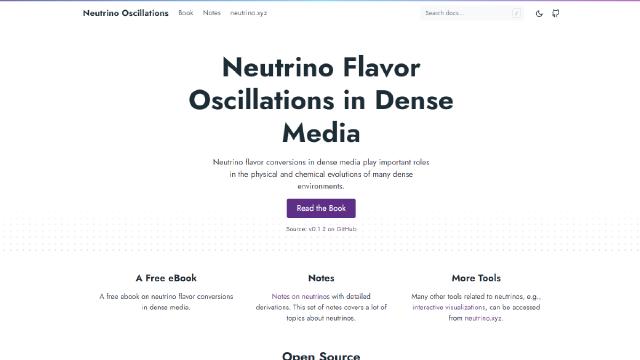 Neutrino Oscillations Book Notes neutrino.xyz Search docs... /
Neutrino Flavor
Oscillations in Dense
Media
Neutrino flavor conversions in dense media play important roles
in the physical and chemical evolutions of many dense
environments.
Read the Book
Source: v0.1.2 on GitHub
A Free eBook
A free ebook on neutrino flavor conversions
in dense media.
Notes
Notes on neutrinos with detailed
derivations. This set of notes covers a lot of
topics about neutrinos.
More Tools
Many other tools related to neutrinos, e.g.,
interactive visualizations, can be accessed
from neutrino.xyz.
Open Source